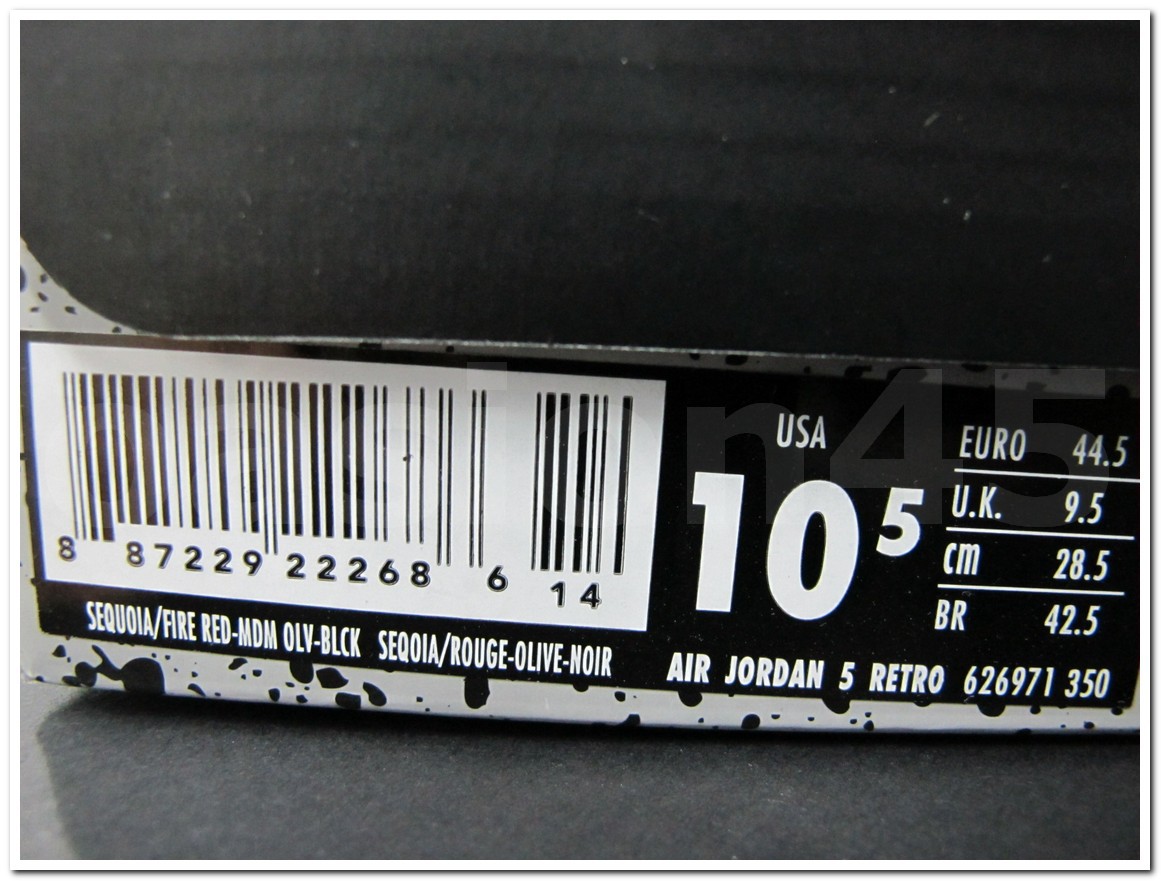 8 87229 22268 6 14
SEQUOIA/FIRE RED-MDM OLV-BLCK SEQOIA/ROUGE-OLIVE-NOIR
USA
10 5
EURO 44.5
U.K. 9.5
cm 28.5
BR 42.5
AIR JORDAN 5 RETRO 626971 350